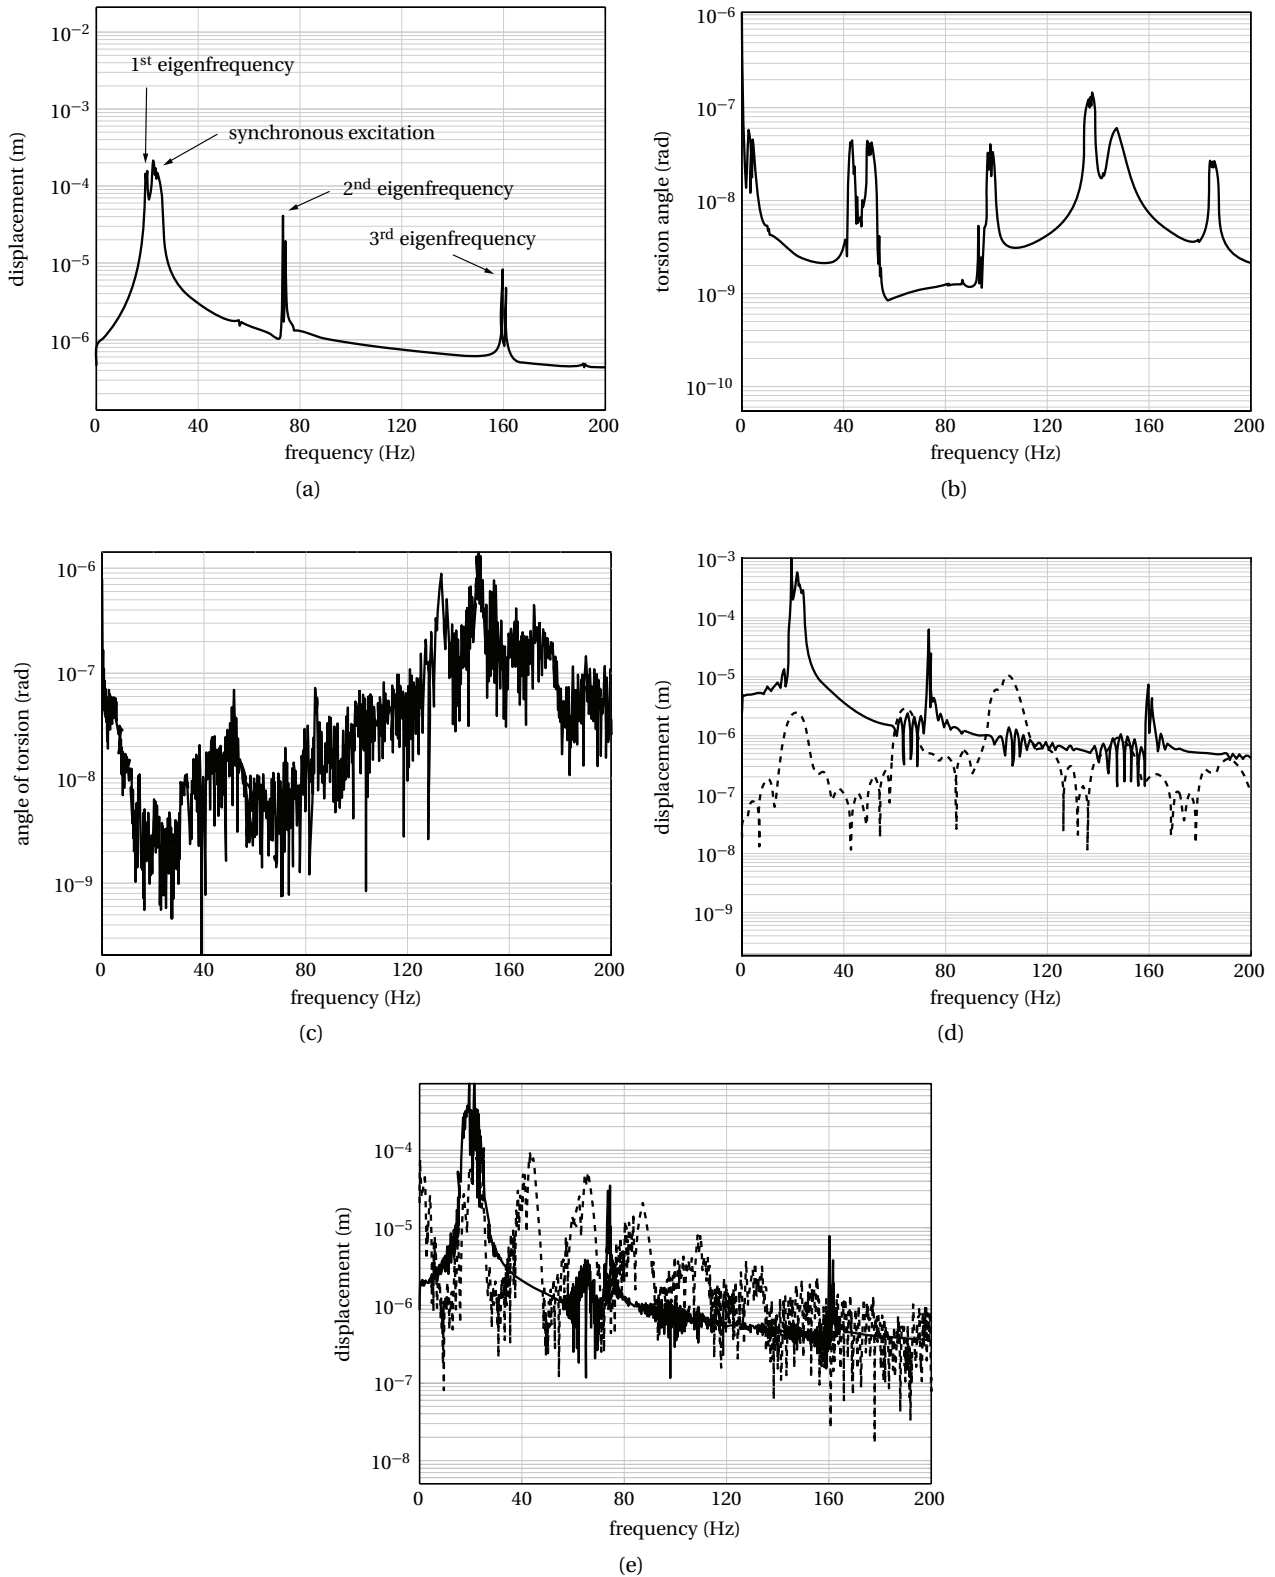 10−2
1st eigenfrequency
10−3
synchronous excitation
10−4
2nd eigenfrequency
3rd eigenfrequency
10−5
10−6
displacement (m)
0 40 80 120 160 200
frequency (Hz)
(a)
10−6
10−7
10−8
10−9
10−10
torsion angle (rad)
0 40 80 120 160 200
frequency (Hz)
(b)
10−6
10−7
10−8
10−9
angle of torsion (rad)
0 40 80 120 160 200
frequency (Hz)
(c)
10−3
10−4
10−5
10−6
10−7
10−8
10−9
displacement (m)
0 40 80 120 160 200
frequency (Hz)
(d)
10−4
10−5
10−6
10−7
10−8
displacement (m)
0 40 80 120 160 200
frequency (Hz)
(e)